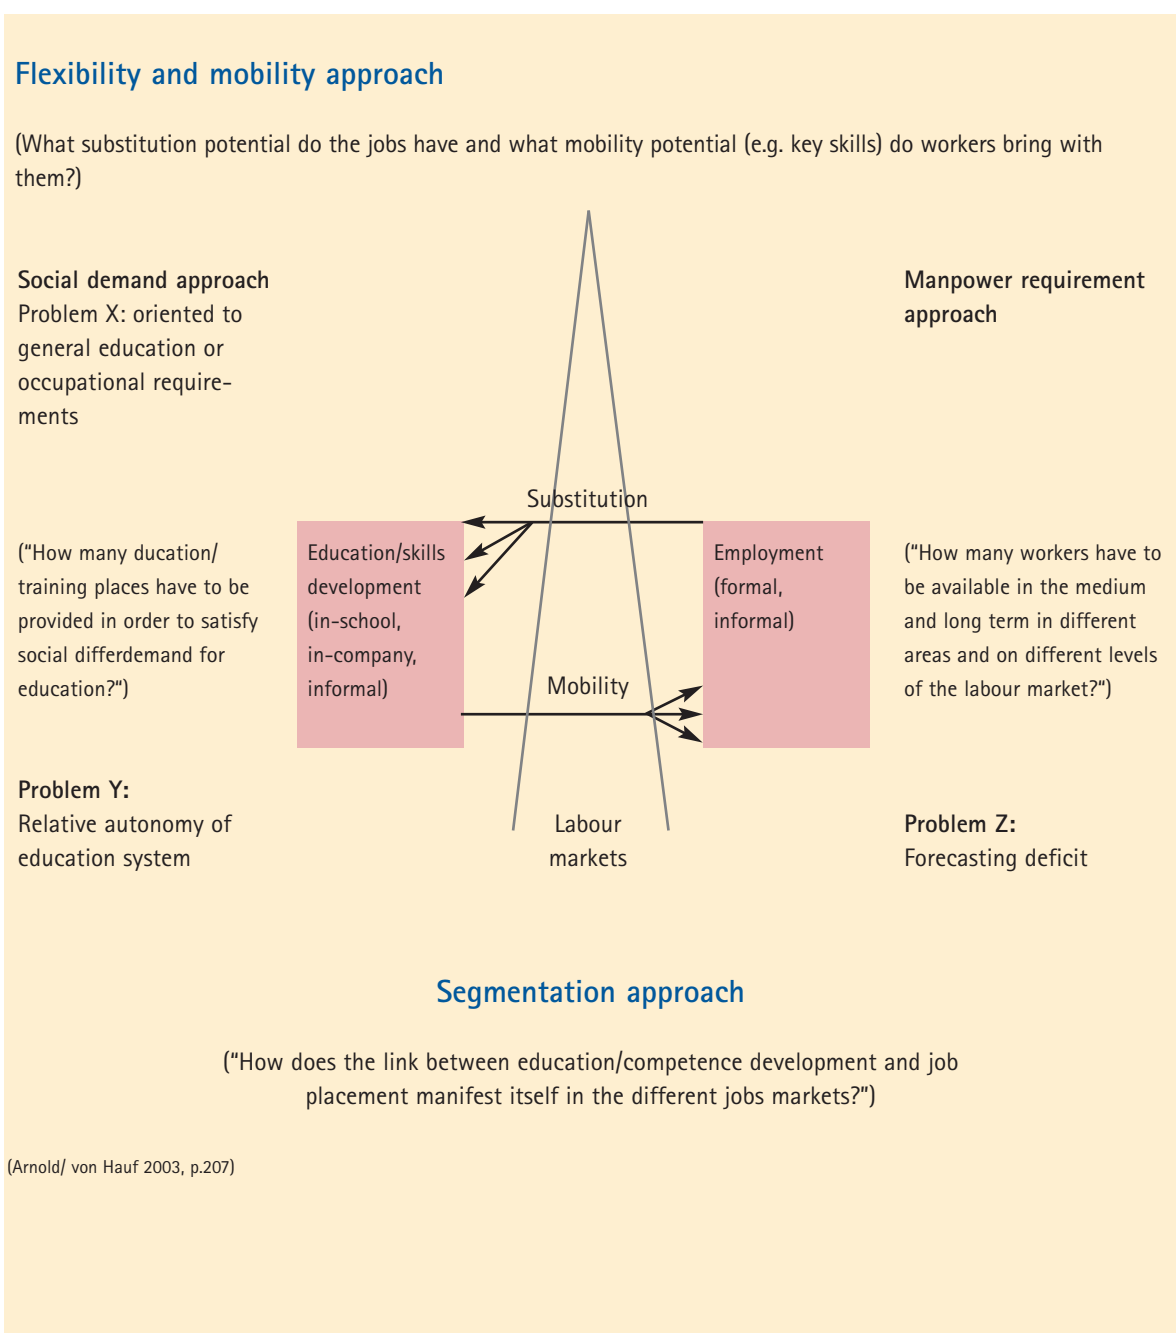 Flexibility and mobility approach
(What substitution potential do the jobs have and what mobility potential (e.g. key skills) do workers bring with
them?)
Social demand approach
Problem X: oriented to
general education or
occupational require-
ments
Manpower requirement
approach
Substitution
("How many ducation/
training places have to be
provided in order to satisfy
social differdemand for
education?")
Education/skills
development
(in-school,
in-company,
informal)
Mobility
Employment
(formal,
informal)
("How many workers have to
be available in the medium
and long term in different
areas and on different levels
of the labour market?")
Problem Y:
Relative autonomy of
education system
Labour
markets
Problem Z:
Forecasting deficit
Segmentation approach
("How does the link between education/competence development and job
placement manifest itself in the different jobs markets?")
(Arnold/ von Hauf 2003, p.207)